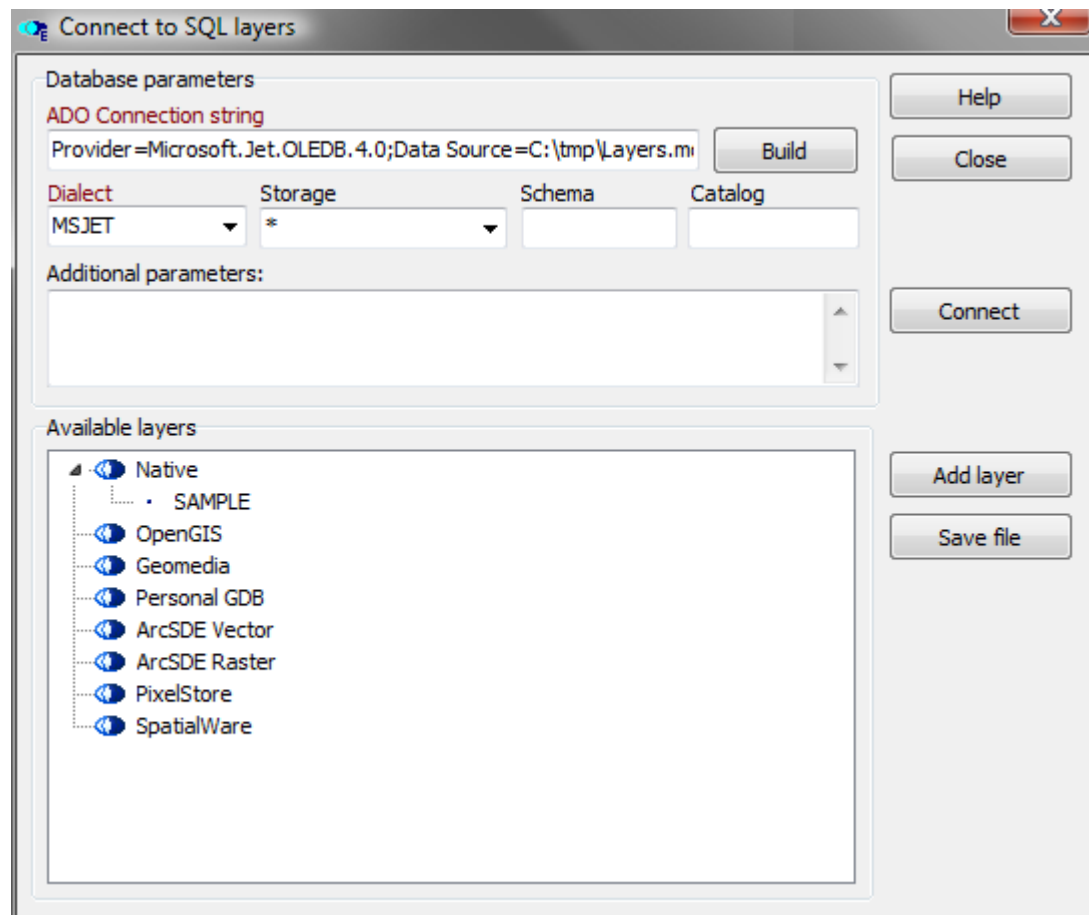 Connect to SQL layers
Database parameters
ADO Connection string
Provider=Microsoft.Jet.OLEDB.4.0;Data Source=C:\tmp\Layers.m
Build
Help
Close
Dialect Storage Schema Catalog
MSJET *
Additional parameters:
Connect
Available layers
Native
SAMPLE
OpenGIS
Geomedia
Personal GDB
ArcSDE Vector
ArcSDE Raster
PixelStore
SpatialWare
Add layer
Save file